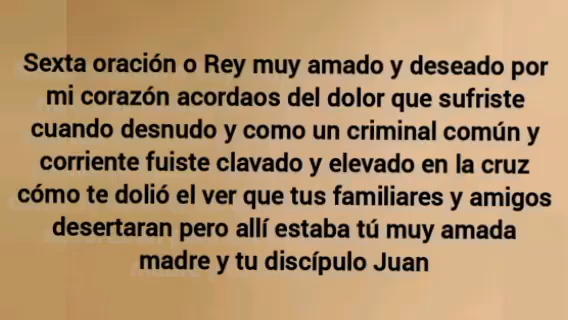 Sexta oración o Rey muy amado y deseado por
mi corazón acordaos del dolor que sufriste
cuando desnudo y como un criminal común y
corriente fuiste clavado y elevado en la cruz
cómo te dolió el ver que tus familiares y amigos
desertaran pero allí estaba tú muy amada
madre y tu discípulo Juan